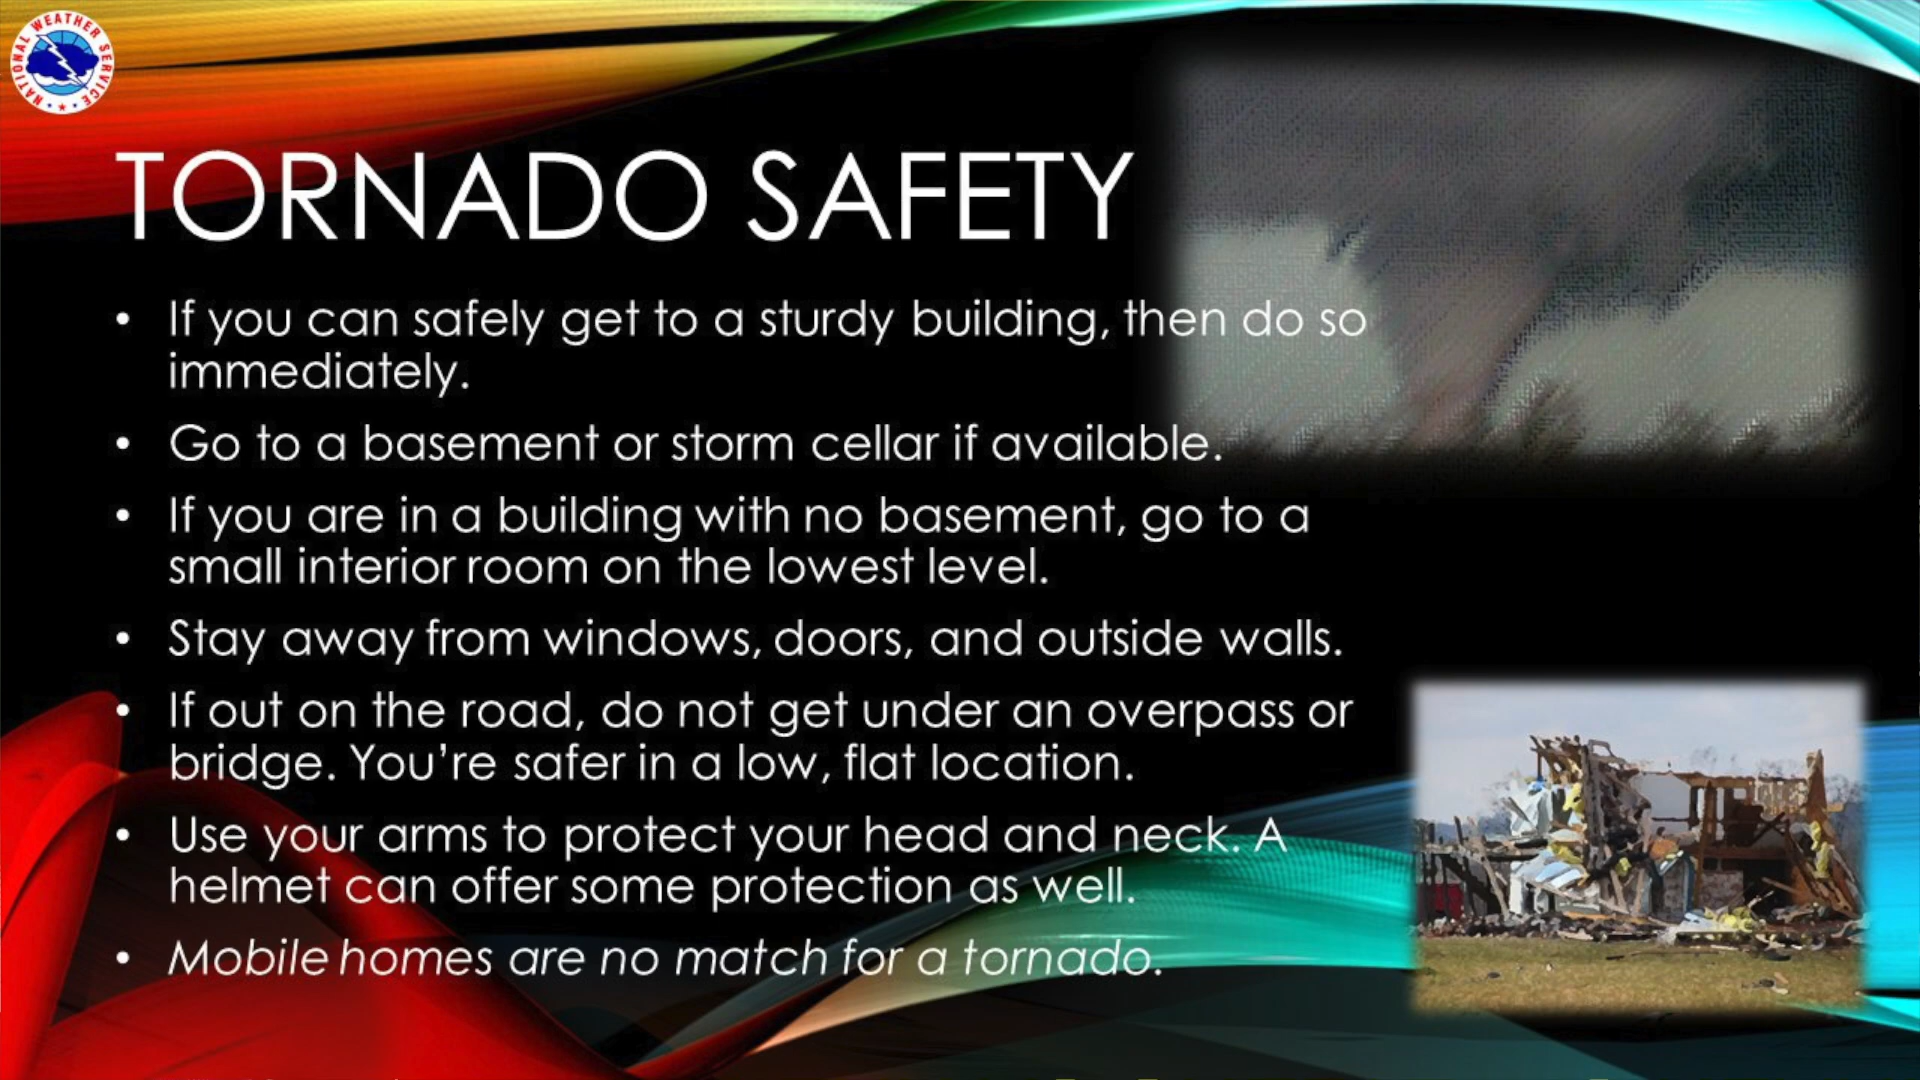 NATIONAL WEATHER SERVICE
TORNADO SAFETY
• If you can safely get to a sturdy building, then do so
immediately.
• Go to a basement or storm cellar if available.
• If you are in a building with no basement, go to a
small interior room on the lowest level.
• Stay away from windows, doors, and outside walls.
• If out on the road, do not get under an overpass or
bridge. You’re safer in a low, flat location.
• Use your arms to protect your head and neck. A
helmet can offer some protection as well.
• Mobile homes are no match for a tornado.